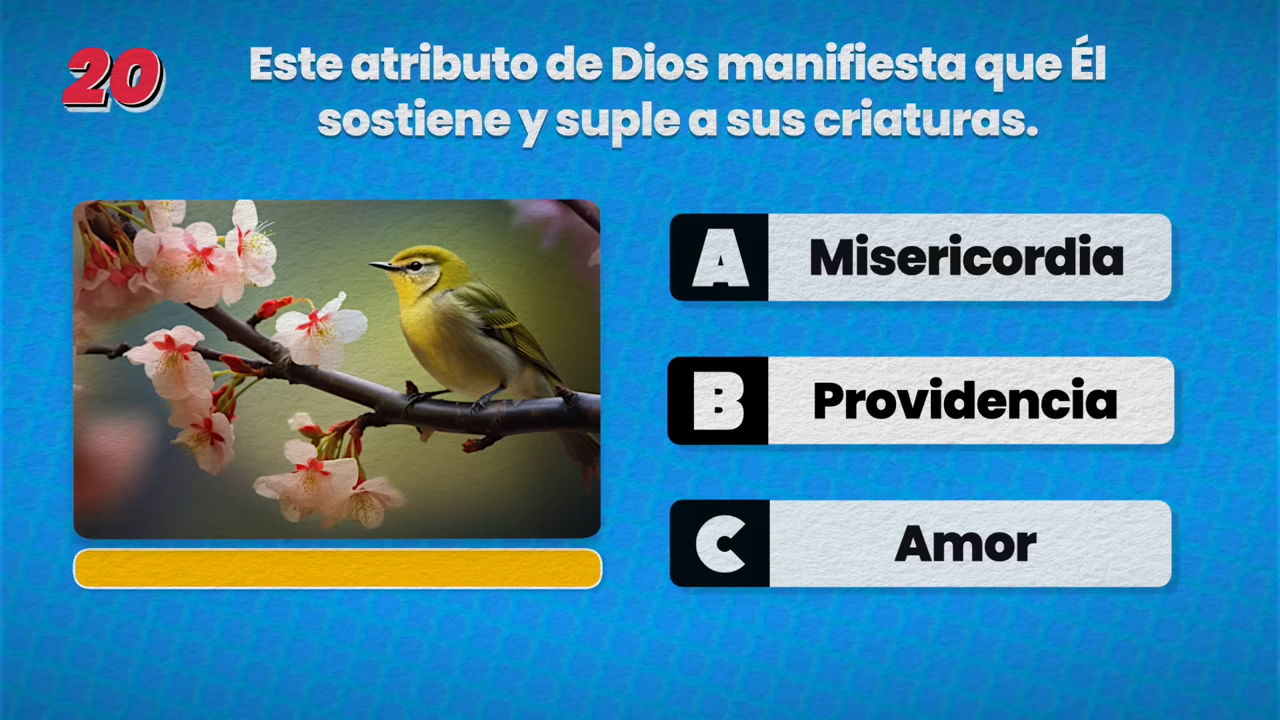 20
Este atributo de Dios manifiesta que Él
sostiene y suple a sus criaturas.
A Misericordia
B Providencia
C Amor